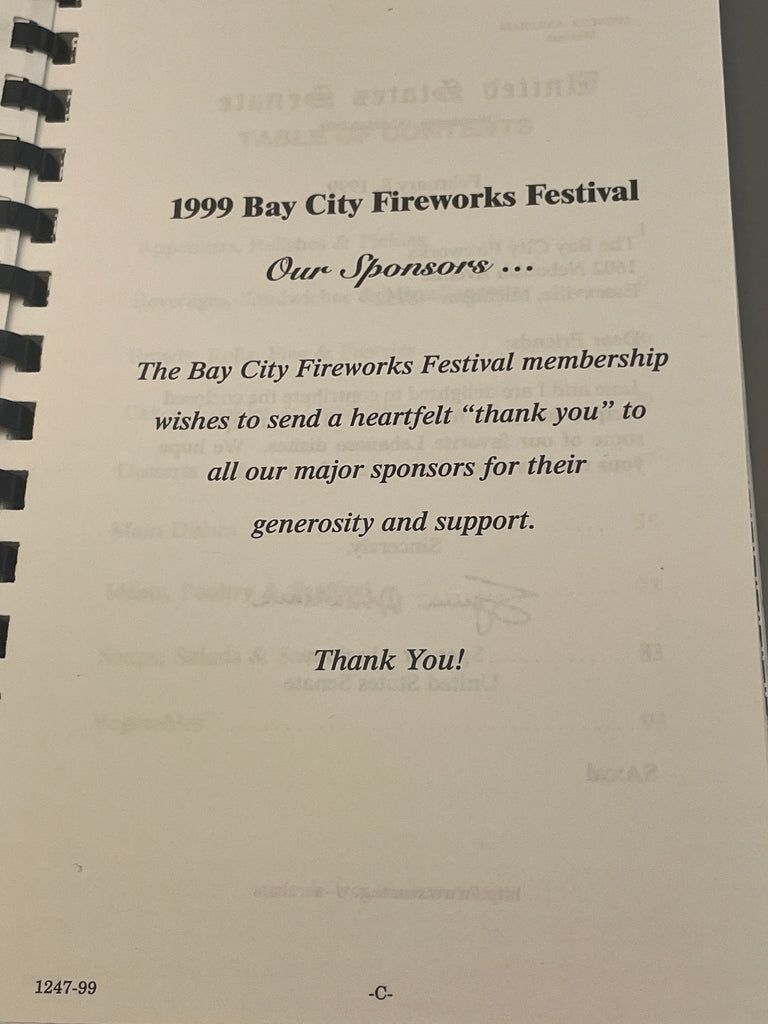 1999 Bay City Fireworks Festival
Our Sponsors ...
The Bay City Fireworks Festival membership
wishes to send a heartfelt “thank you” to
all our major sponsors for their
generosity and support.
Thank You!
1247-99
-C-